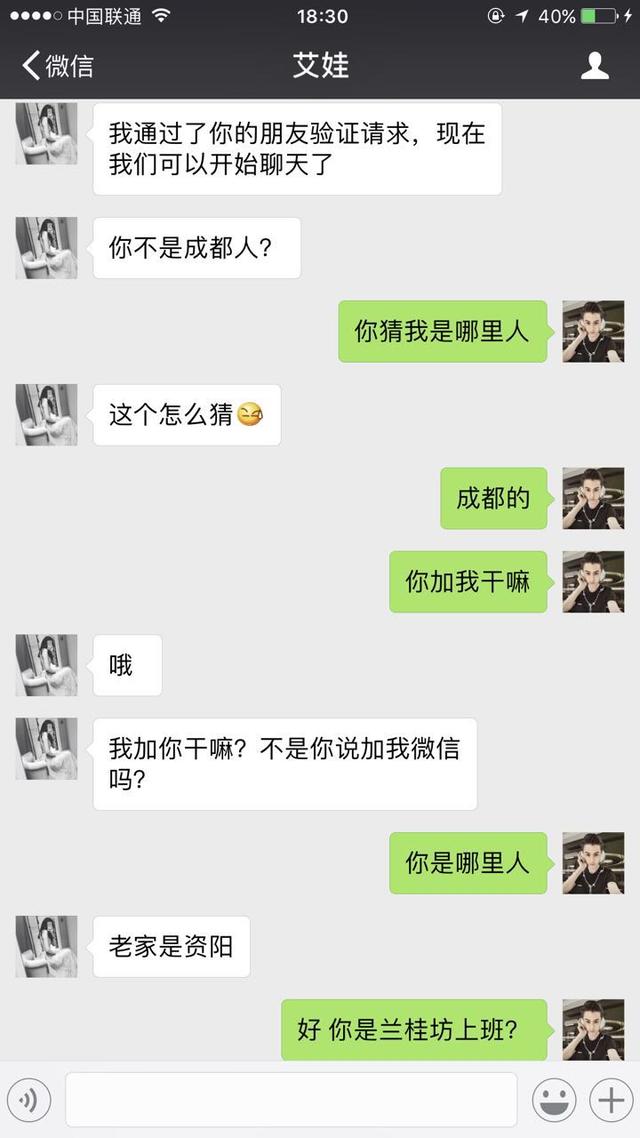 中国联通 18:30 40%
微信 艾娃
我通过了你的朋友验证请求，现在
我们可以开始聊天了
你不是成都人？
你猜我是哪里人
这个怎么猜
成都的
你加我干嘛
哦
我加你干嘛？不是你说加我微信
吗？
你是哪里人
老家是资阳
好 你是兰桂坊上班？